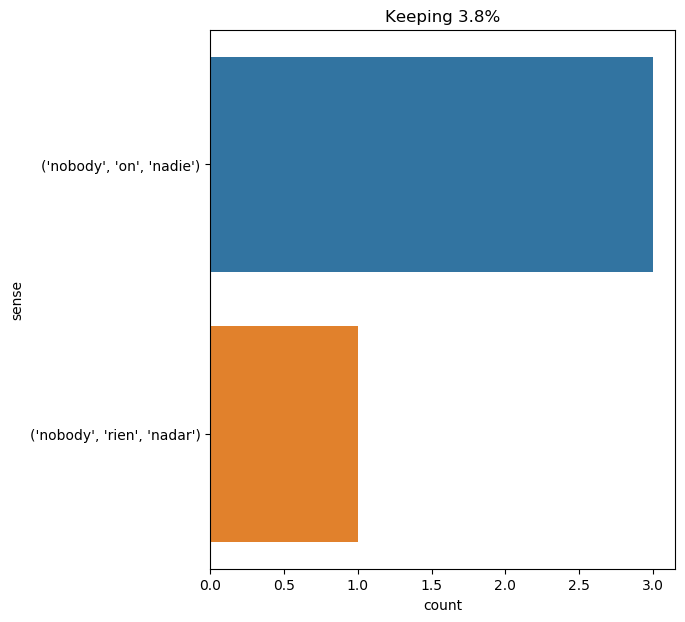 Keeping 3.8%
('nobody', 'on', 'nadie')
sense
('nobody', 'rien', 'nadar')
0.0 0.5 1.0 1.5 2.0 2.5 3.0
count